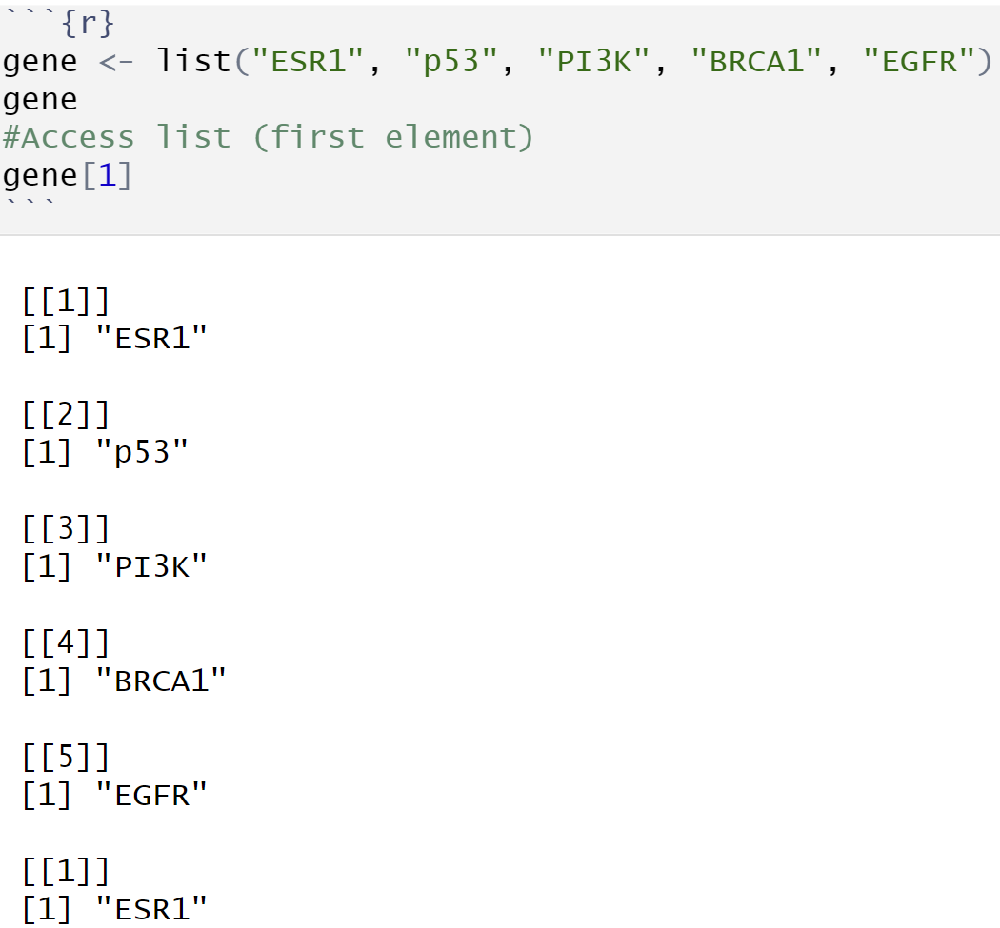 ```{r}
gene <- list("ESR1", "p53", "PI3K", "BRCA1", "EGFR")
gene
#Access list (first element)
gene[1]
```
[[1]]
[1] "ESR1"
[[2]]
[1] "p53"
[[3]]
[1] "PI3K"
[[4]]
[1] "BRCA1"
[[5]]
[1] "EGFR"
[[1]]
[1] "ESR1"